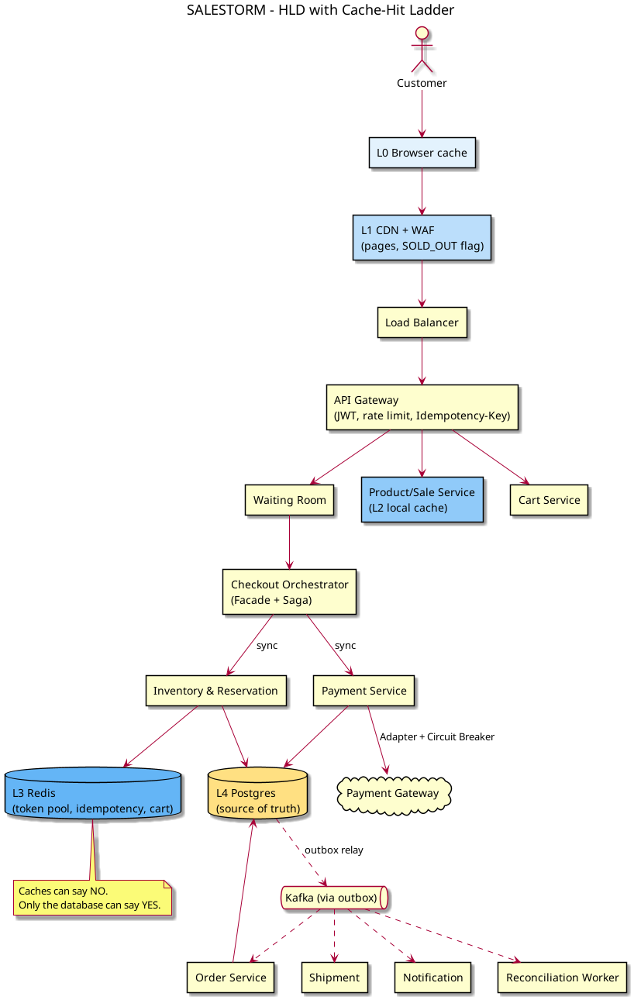 SALESTORM - HLD with Cache-Hit Ladder
Customer
L0 Browser cache
L1 CDN + WAF
(pages, SOLD_OUT flag)
Load Balancer
API Gateway
(JWT, rate limit, Idempotency-Key)
Waiting Room
Product/Sale Service
(L2 local cache)
Cart Service
Checkout Orchestrator
(Facade + Saga)
sync
sync
Inventory & Reservation
Payment Service
Adapter + Circuit Breaker
L3 Redis
(token pool, idempotency, cart)
L4 Postgres
(source of truth)
Payment Gateway
outbox relay
Caches can say NO.
Only the database can say YES.
Kafka (via outbox)
Order Service
Shipment
Notification
Reconciliation Worker